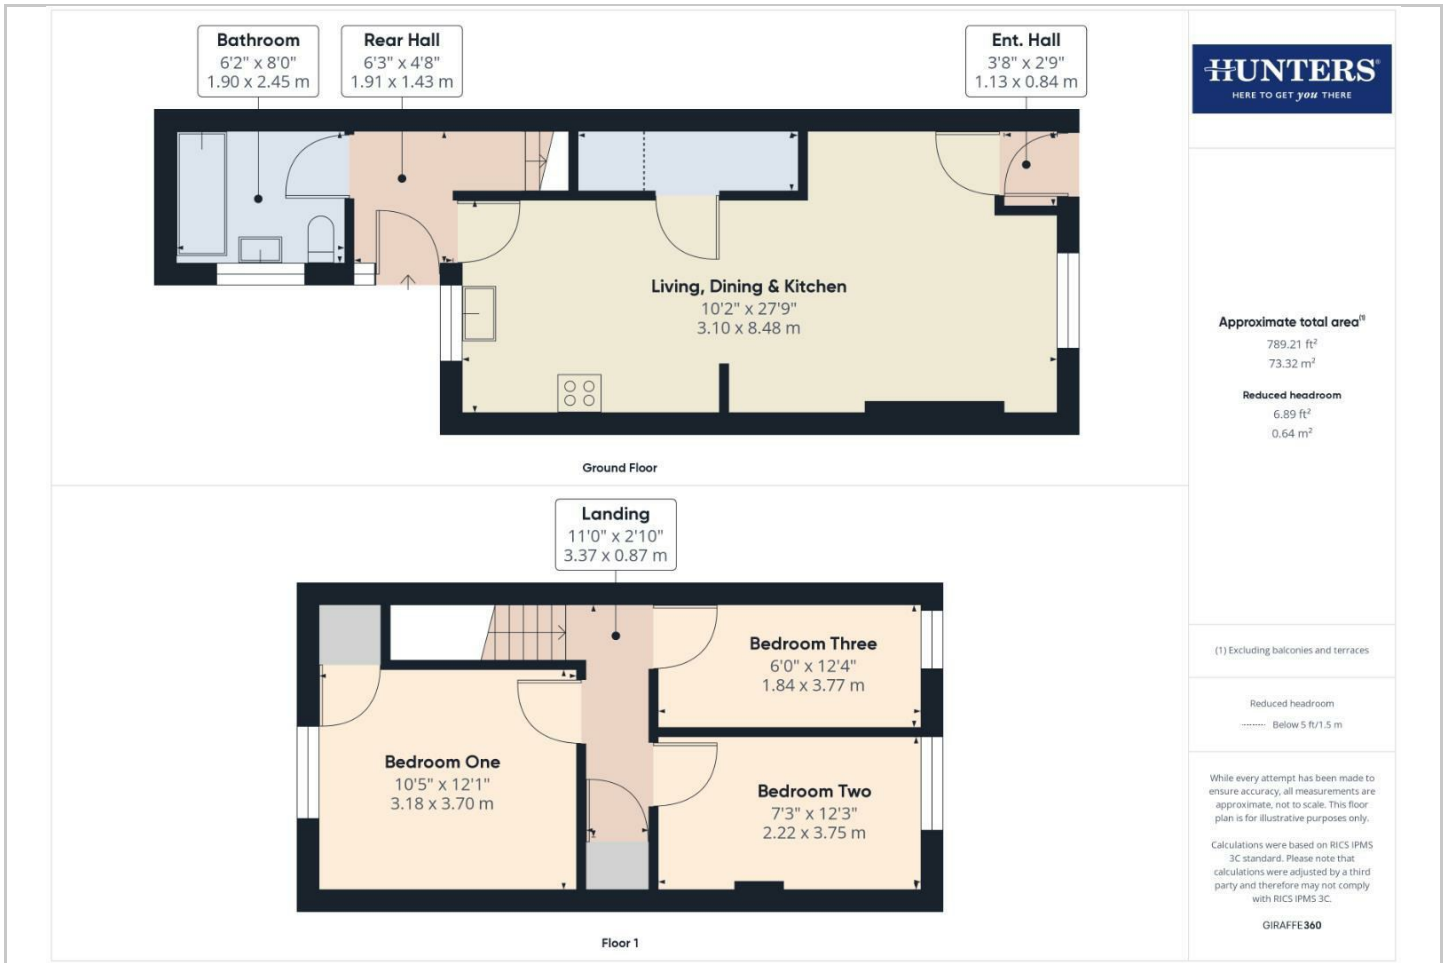 Bathroom
6'2" x 8'0"
1.90 x 2.45 m
Rear Hall
6'3" x 4'8"
1.91 x 1.43 m
Ent. Hall
3'8" x 2'9"
1.13 x 0.84 m
Living, Dining & Kitchen
10'2" x 27'9"
3.10 x 8.48 m
Ground Floor
Landing
11'0" x 2'10"
3.37 x 0.87 m
Bedroom Three
6'0" x 12'4"
1.84 x 3.77 m
Bedroom One
10'5" x 12'1"
3.18 x 3.70 m
Bedroom Two
7'3" x 12'3"
2.22 x 3.75 m
Floor 1
HUNTERS®
HERE TO GET you THERE
Approximate total area⁽¹⁾
789.21 ft²
73.32 m²
Reduced headroom
6.89 ft²
0.64 m²
(1) Excluding balconies and terraces
Reduced headroom
Below 5 ft/1.5 m
While every attempt has been made to
ensure accuracy, all measurements are
approximate, not to scale. This floor
plan is for illustrative purposes only.
Calculations were based on RICS IPMS
3C standard. Please note that
calculations were adjusted by a third
party and therefore may not comply
with RICS IPMS 3C.
GIRAFFE360